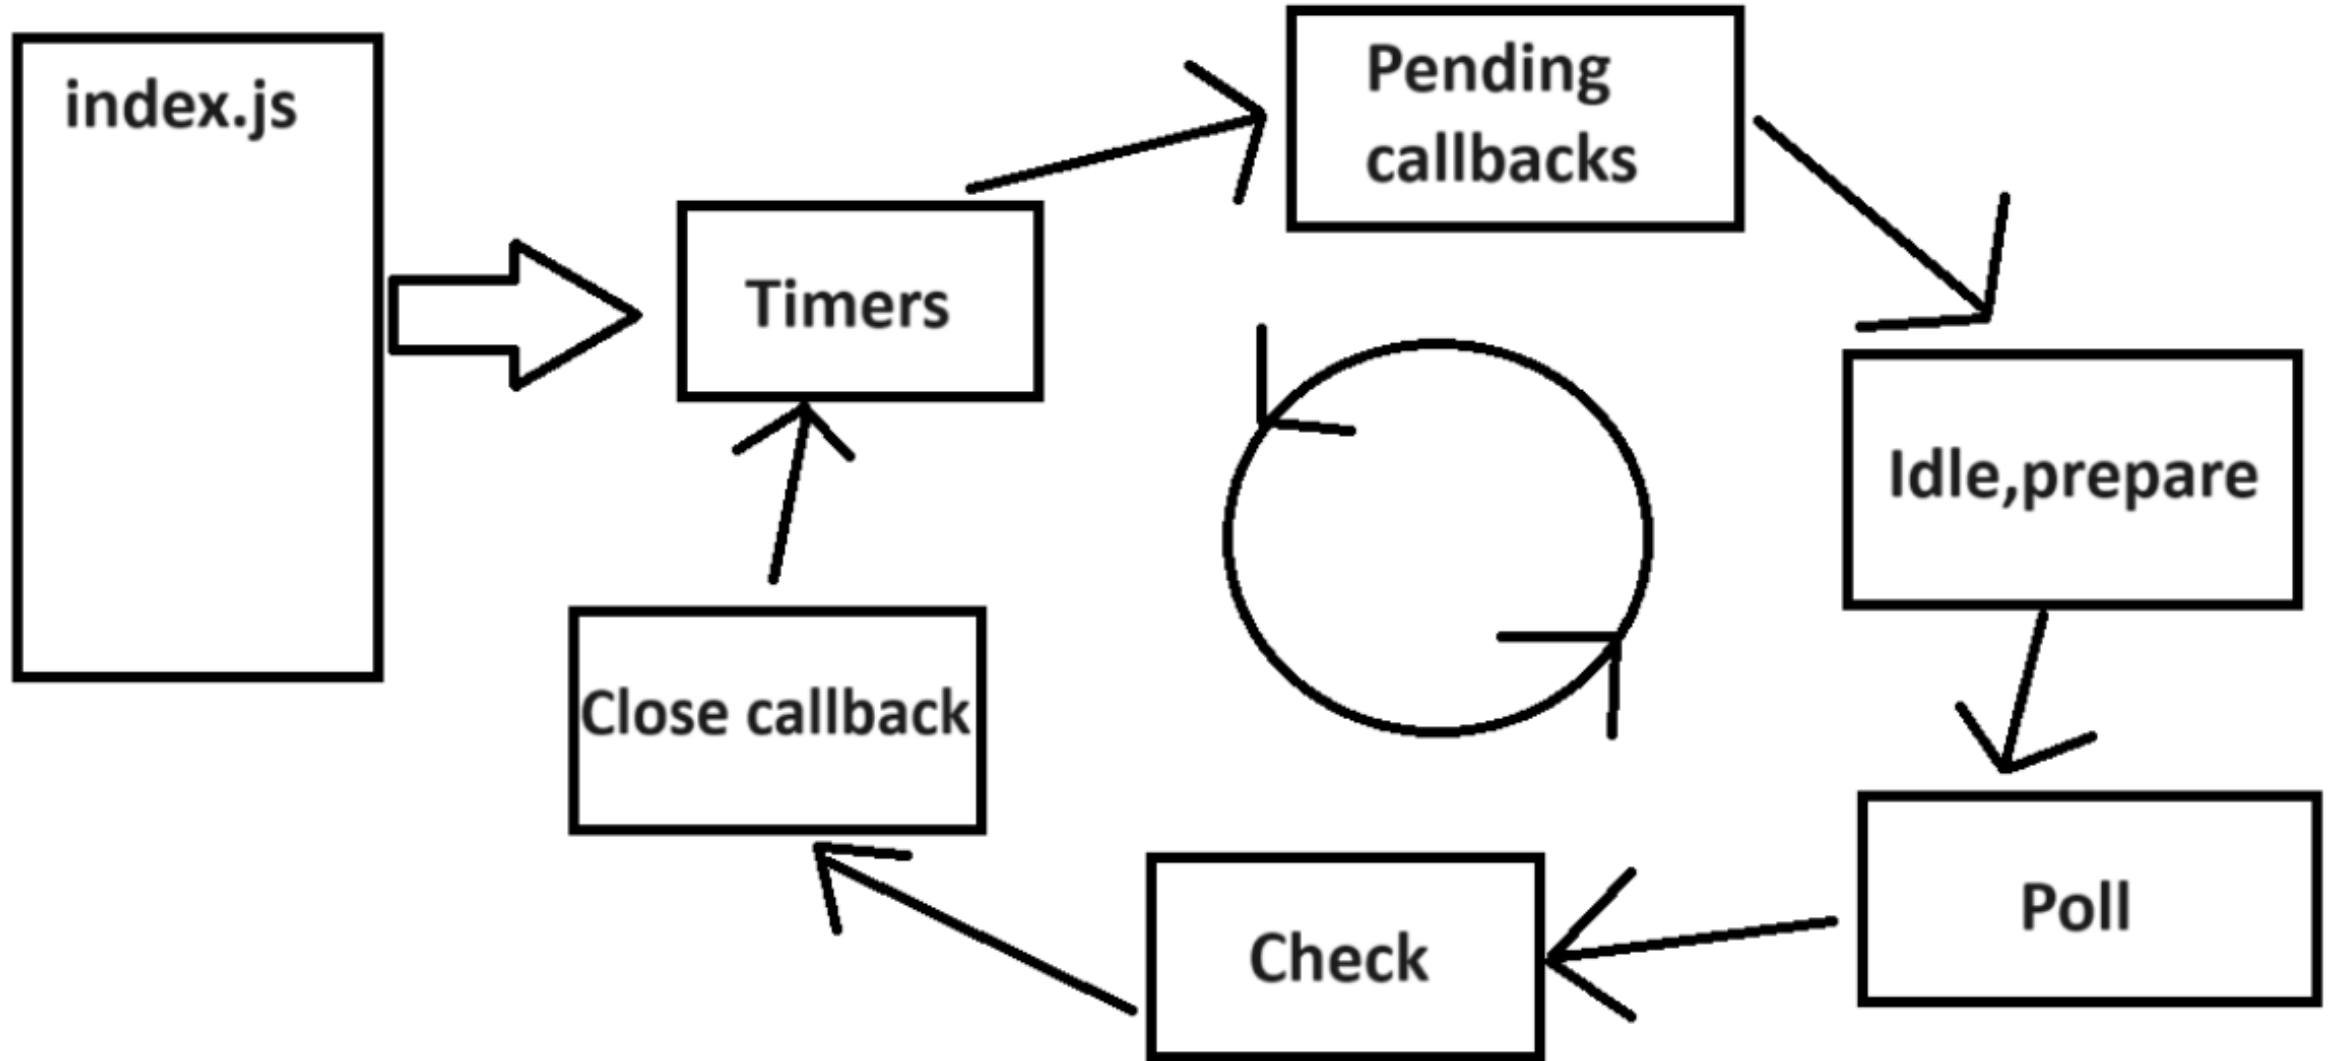 index.js
Pending
callbacks
Timers
Idle,prepare
Close callback
Poll
Check